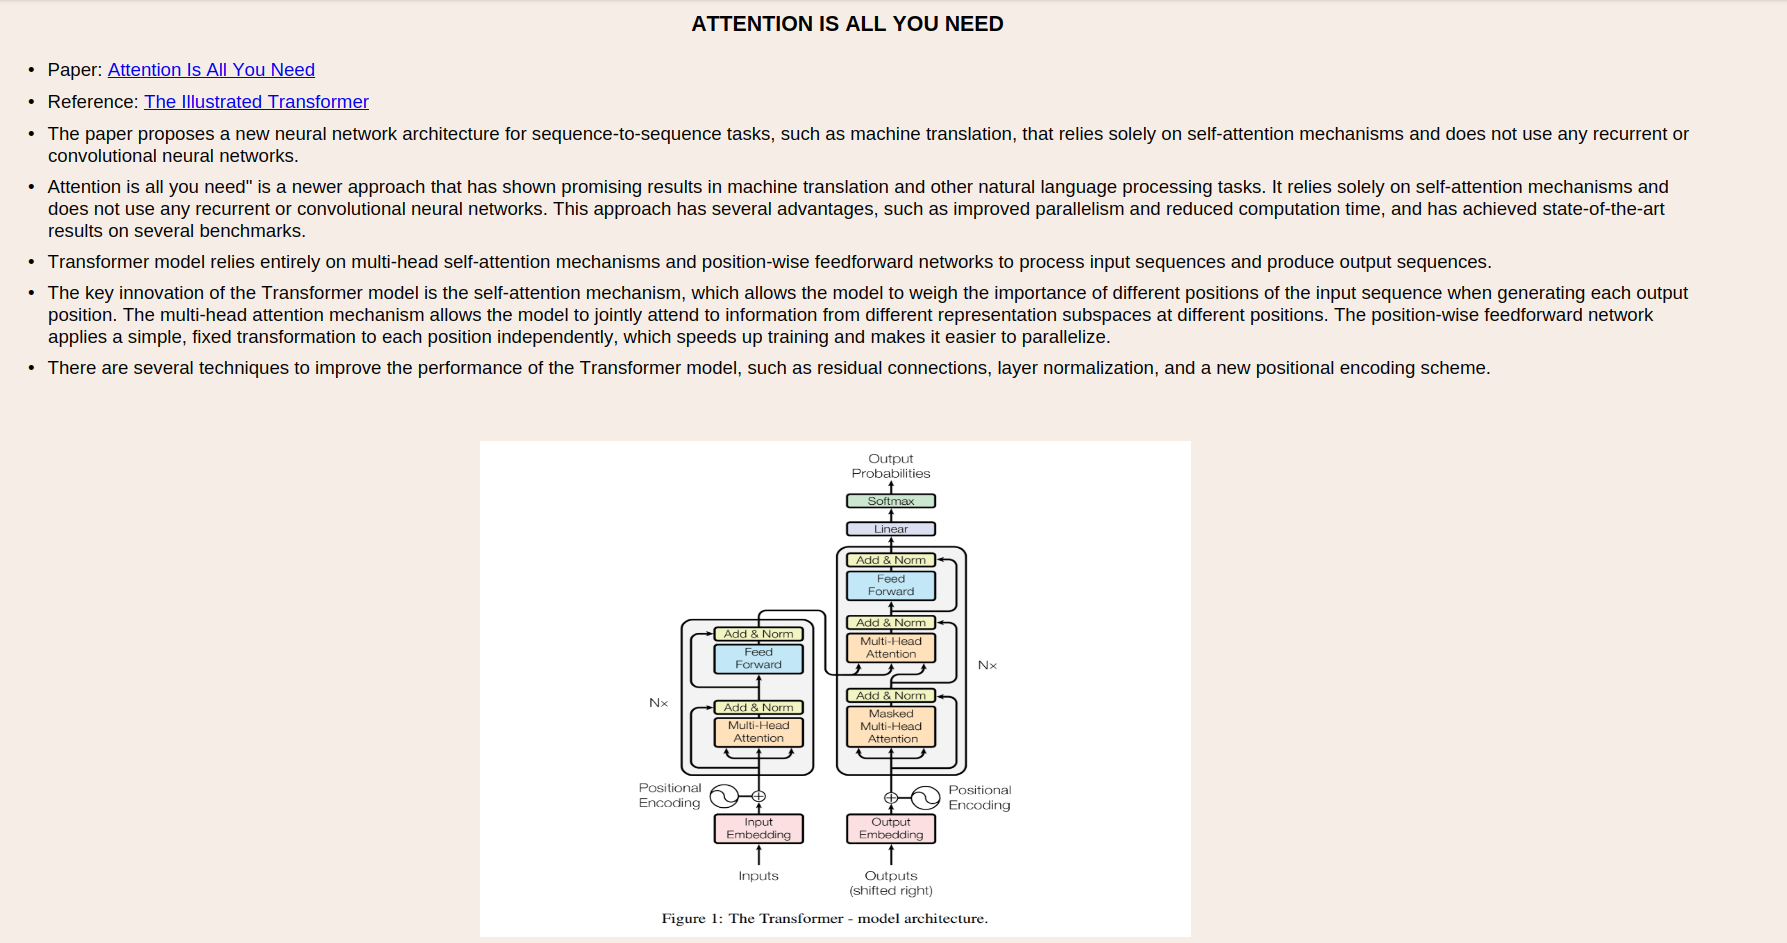 ATTENTION IS ALL YOU NEED
• Paper: Attention Is All You Need
• Reference: The Illustrated Transformer
• The paper proposes a new neural network architecture for sequence-to-sequence tasks, such as machine translation, that relies solely on self-attention mechanisms and does not use any recurrent or
convolutional neural networks.
• Attention is all you need" is a newer approach that has shown promising results in machine translation and other natural language processing tasks. It relies solely on self-attention mechanisms and
does not use any recurrent or convolutional neural networks. This approach has several advantages, such as improved parallelism and reduced computation time, and has achieved state-of-the-art
results on several benchmarks.
• Transformer model relies entirely on multi-head self-attention mechanisms and position-wise feedforward networks to process input sequences and produce output sequences.
• The key innovation of the Transformer model is the self-attention mechanism, which allows the model to weigh the importance of different positions of the input sequence when generating each output
position. The multi-head attention mechanism allows the model to jointly attend to information from different representation subspaces at different positions. The position-wise feedforward network
applies a simple, fixed transformation to each position independently, which speeds up training and makes it easier to parallelize.
• There are several techniques to improve the performance of the Transformer model, such as residual connections, layer normalization, and a new positional encoding scheme.
Output
Probabilities
Softmax
Linear
Add & Norm
Feed
Forward
Add & Norm
Multi-Head
Attention
Nx
Add & Norm
Masked
Multi-Head
Attention
Add & Norm
Feed
Forward
Nx
Add & Norm
Multi-Head
Attention
Positional
Encoding
Positional
Encoding
Input
Embedding
Output
Embedding
Inputs
Outputs
(shifted right)
Figure 1: The Transformer - model architecture.